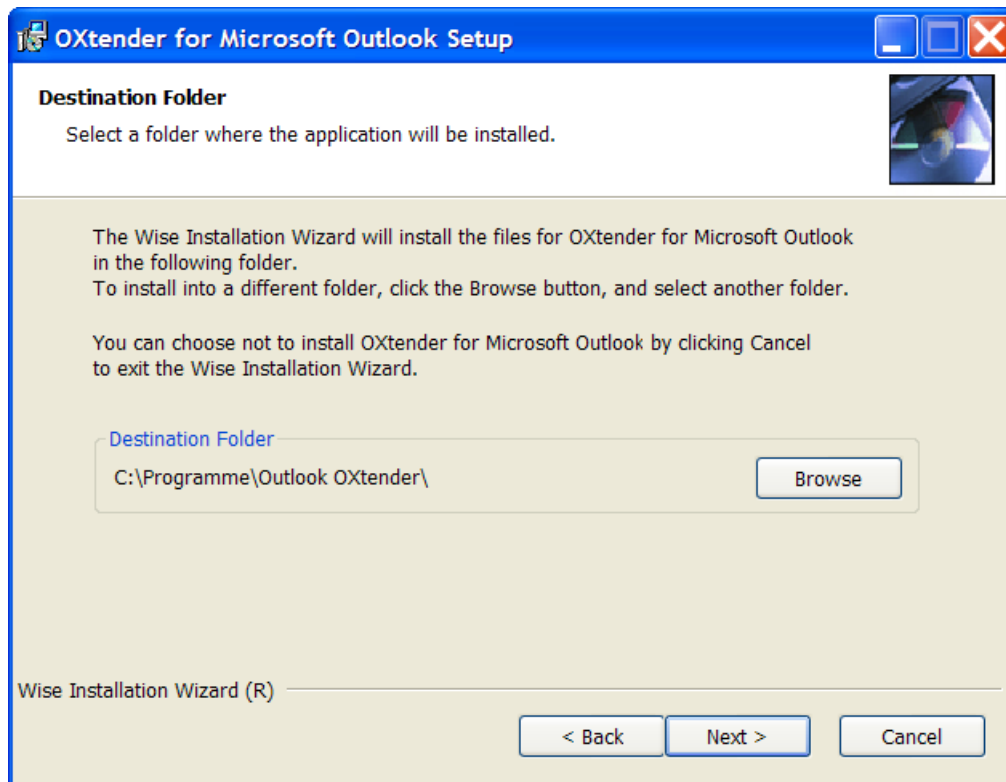 OXtender for Microsoft Outlook Setup
Destination Folder
Select a folder where the application will be installed.
The Wise Installation Wizard will install the files for OXtender for Microsoft Outlook
in the following folder.
To install into a different folder, click the Browse button, and select another folder.
You can choose not to install OXtender for Microsoft Outlook by clicking Cancel
to exit the Wise Installation Wizard.
Destination Folder
C:\Programme\Outlook OXtender\
Browse
Wise Installation Wizard (R)
< Back
Next >
Cancel